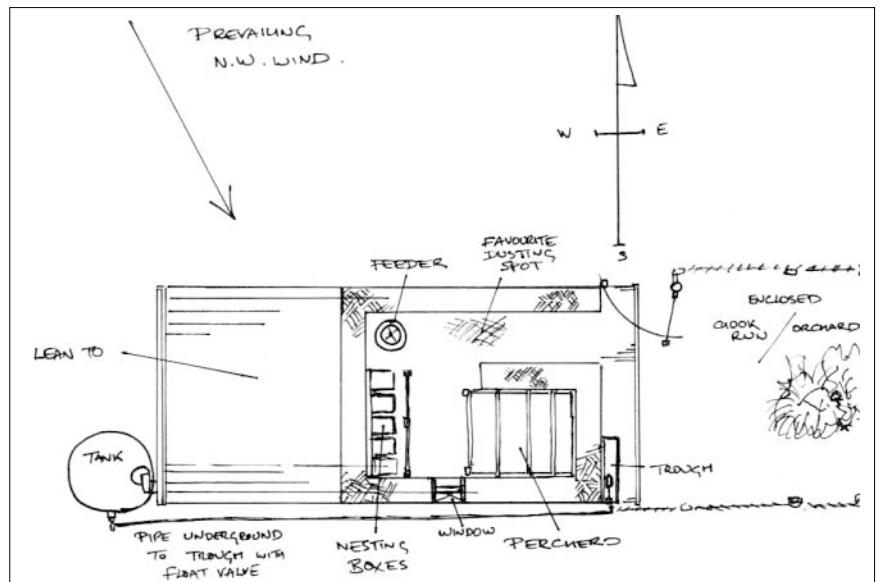 PREVAILING
N.W. WIND.
W E
S
FEEDER
FAVOURITE
DUSTING
SPOT
ENCLOSED
CHOOK
RUN / ORCHARD
LEAN TO
TANK
TROUGH
PIPE UNDERGROUND
TO TROUGH WITH
FLOAT VALVE
NESTING
BOXES
WINDOW
PERCHERO